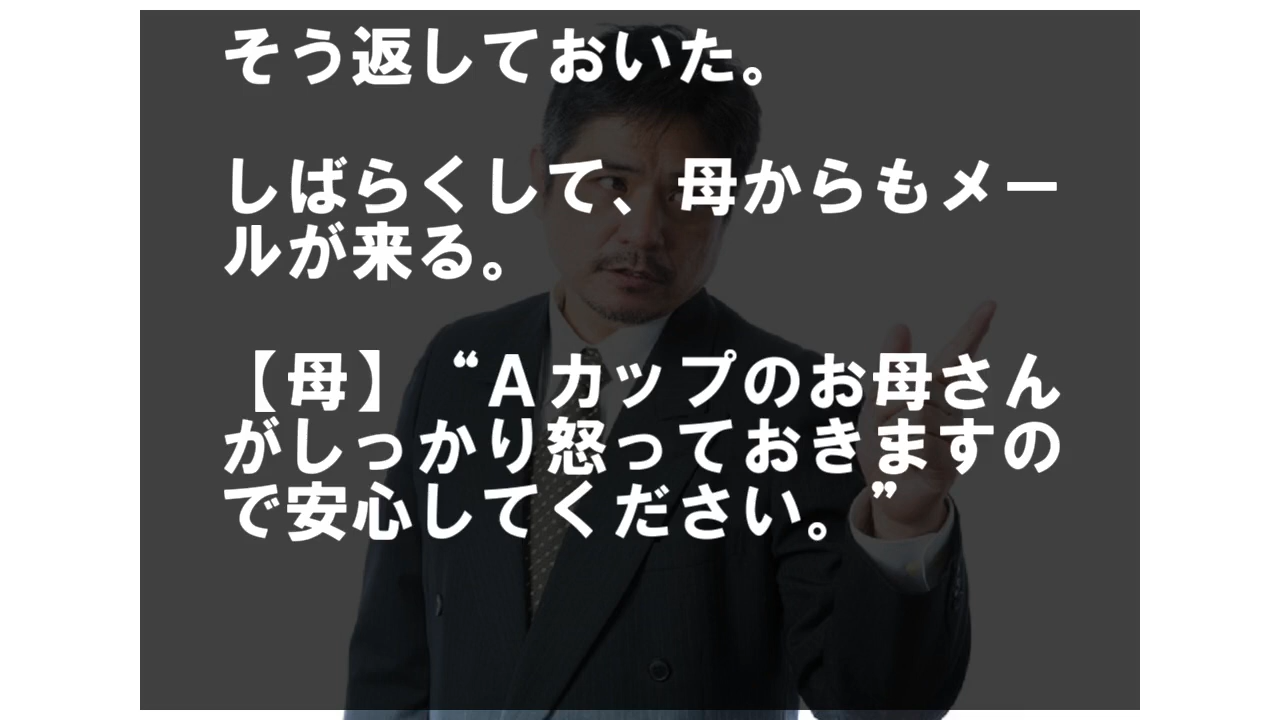 そう返しておいた。
しばらくして、母からもメー
ルが来る。
【母】“Ａカップのお母さん
がしっかり怒っておきますの
で安心してください。”